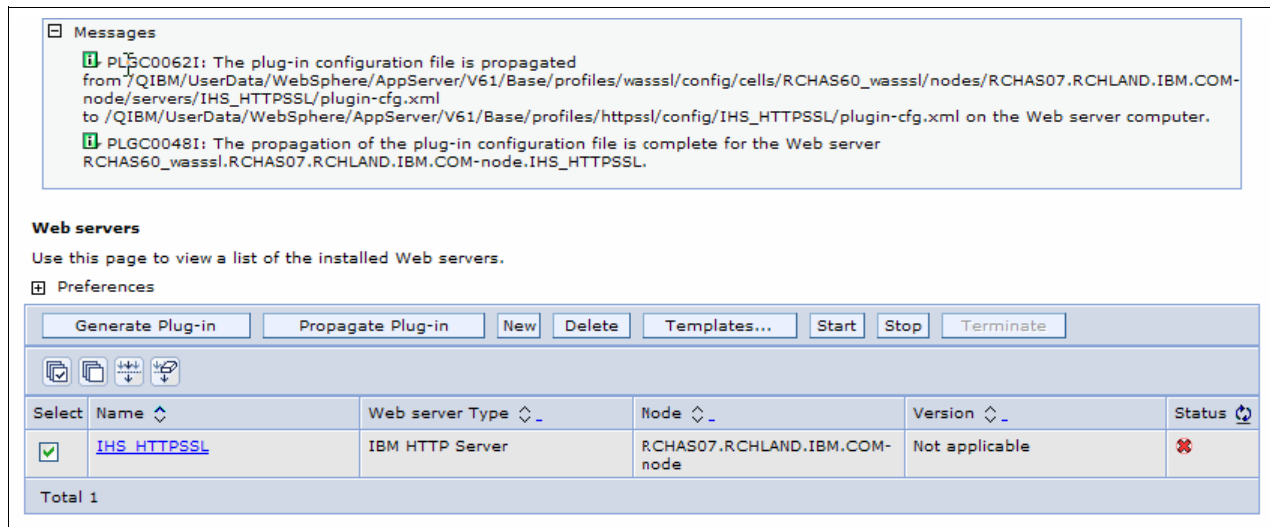 Messages
PLGC0062I: The plug-in configuration file is propagated
from /QIBM/UserData/WebSphere/AppServer/V61/Base/profiles/wasssl/config/cells/RCHAS60_wasssl/nodes/RCHAS07.RCHLAND.IBM.COM-
node/servers/IHS_HTTPSSL/plugin-cfg.xml
to /QIBM/UserData/WebSphere/AppServer/V61/Base/profiles/httpssl/config/IHS_HTTPSSL/plugin-cfg.xml on the Web server computer.
PLGC0048I: The propagation of the plug-in configuration file is complete for the Web server
RCHAS60_wasssl.RCHAS07.RCHLAND.IBM.COM-node.IHS_HTTPSSL.
Web servers
Use this page to view a list of the installed Web servers.
Preferences
Generate Plug-in Propagate Plug-in New Delete Templates... Start Stop Terminate
Select Name Web server Type Node Version Status
IHS_HTTPSSL IBM HTTP Server RCHAS07.RCHLAND.IBM.COM- Not applicable
node
Total 1